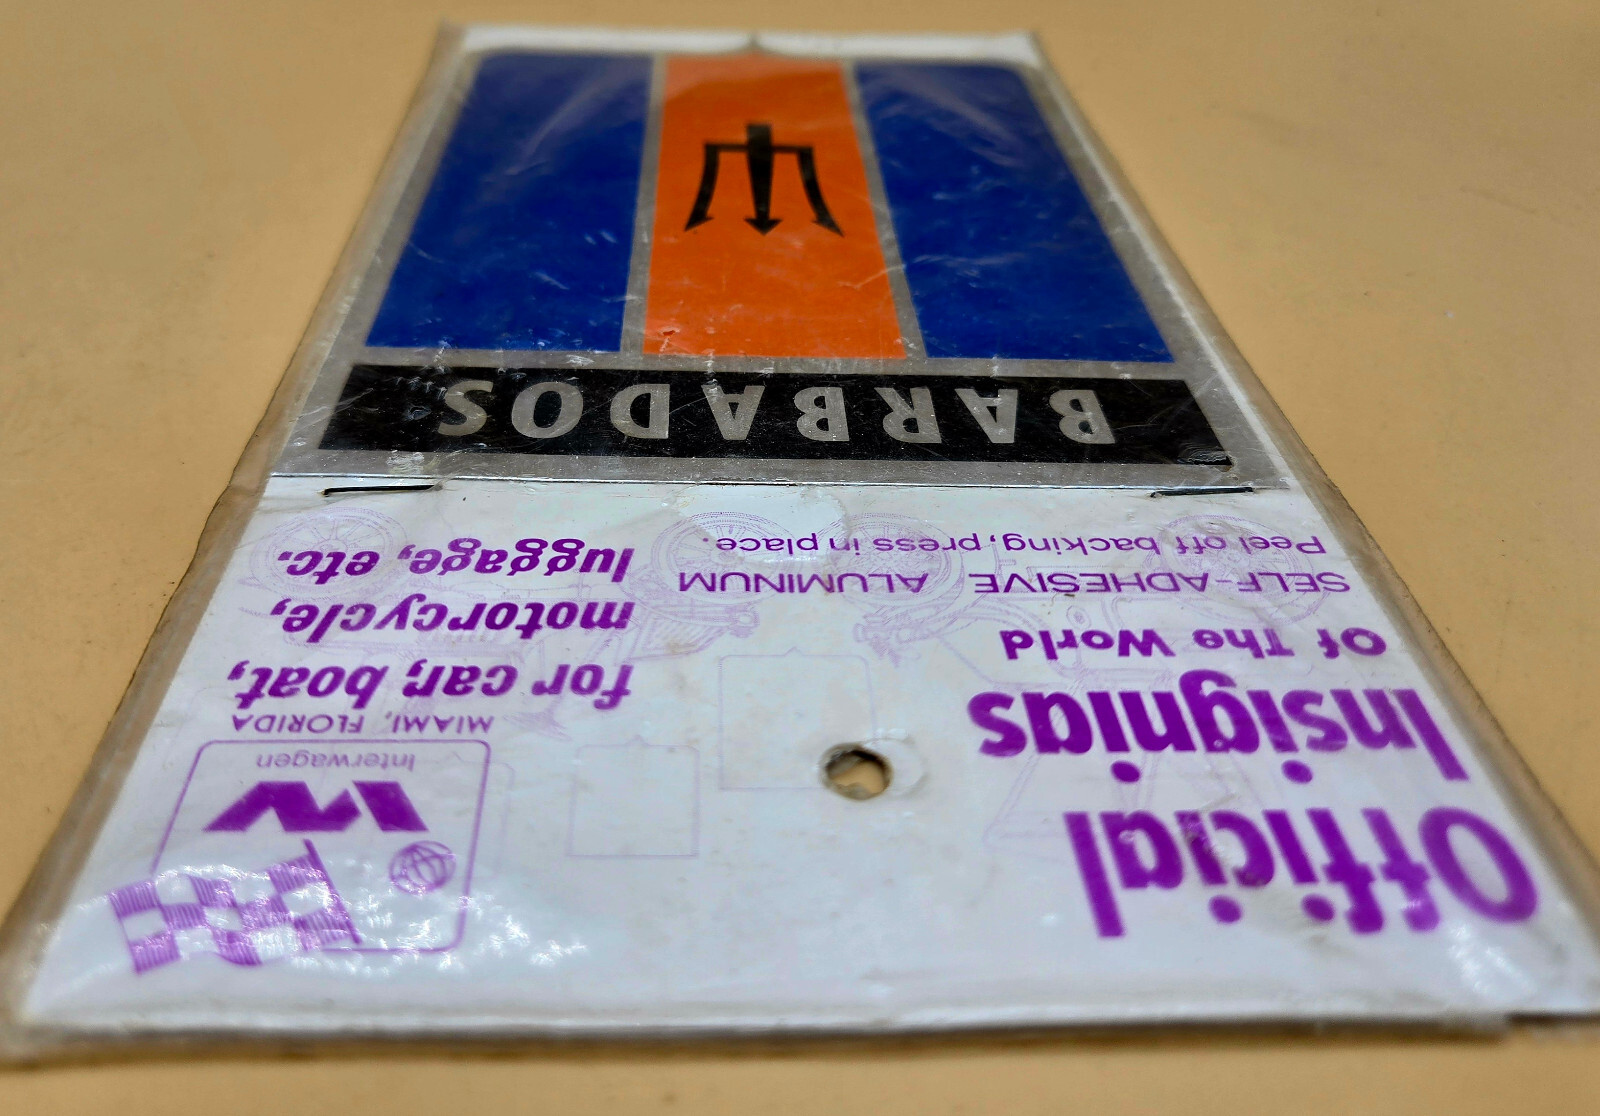 Official
Insignias
Of The World
SELF-ADHESIVE ALUMINUM
Peel off backing, press in place.
Interwagen
MIAMI, FLORIDA
for car, boat,
motorcycle,
luggage, etc.
BARBADOS